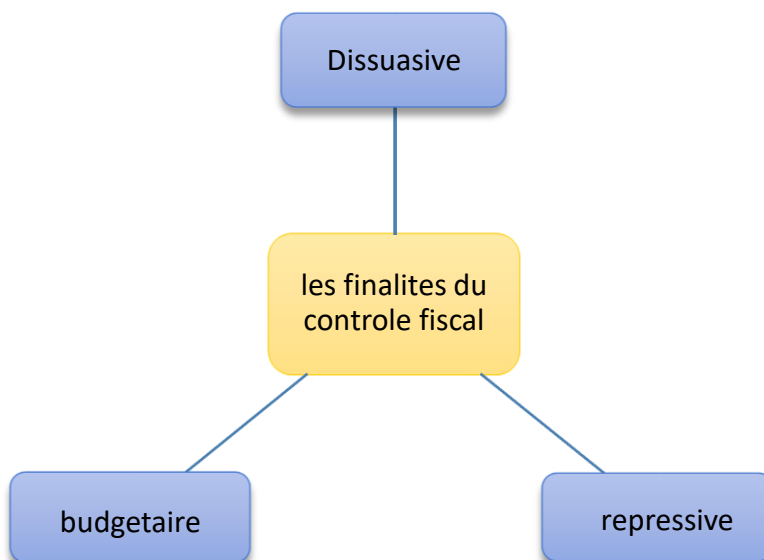 Dissuasive
les finalites du
controle fiscal
budgetaire
repressive